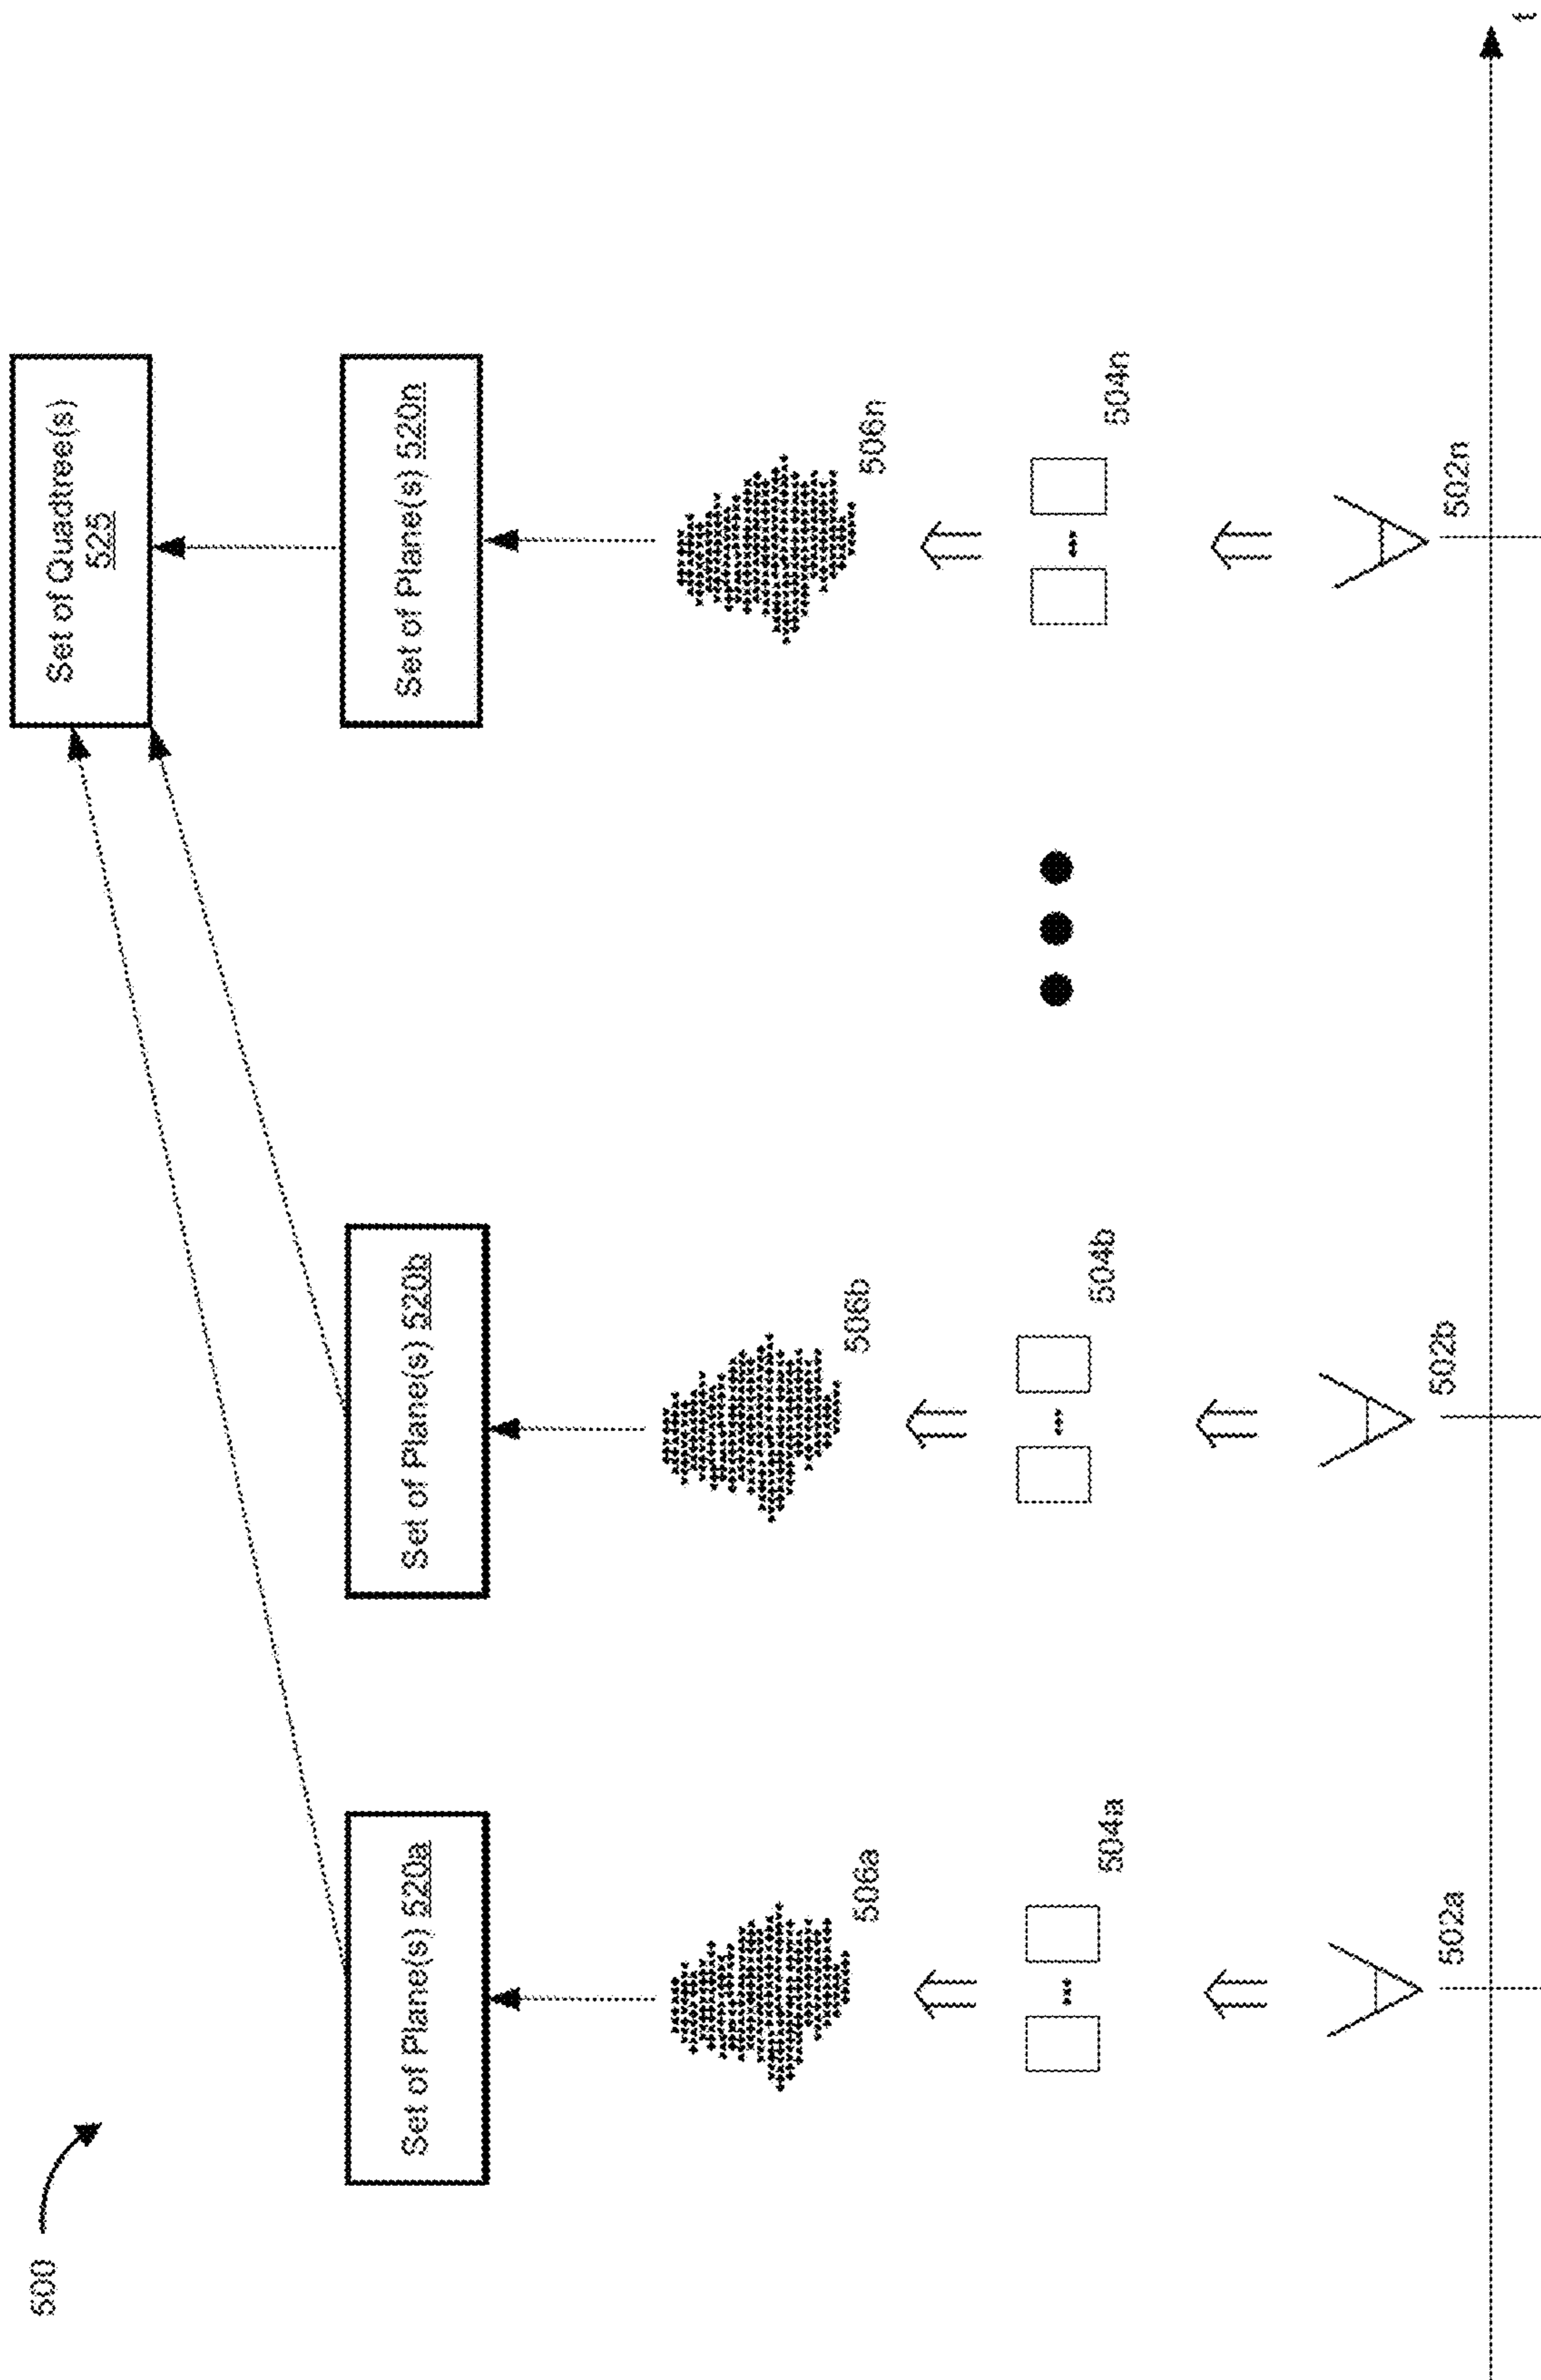 500
Set of Quadtree(s)
525
Set of Plane(s) 520a
Set of Plane(s) 520b
Set of Plane(s) 520n
506a
506b
506n
504a
504b
504n
502a
502b
502n
t